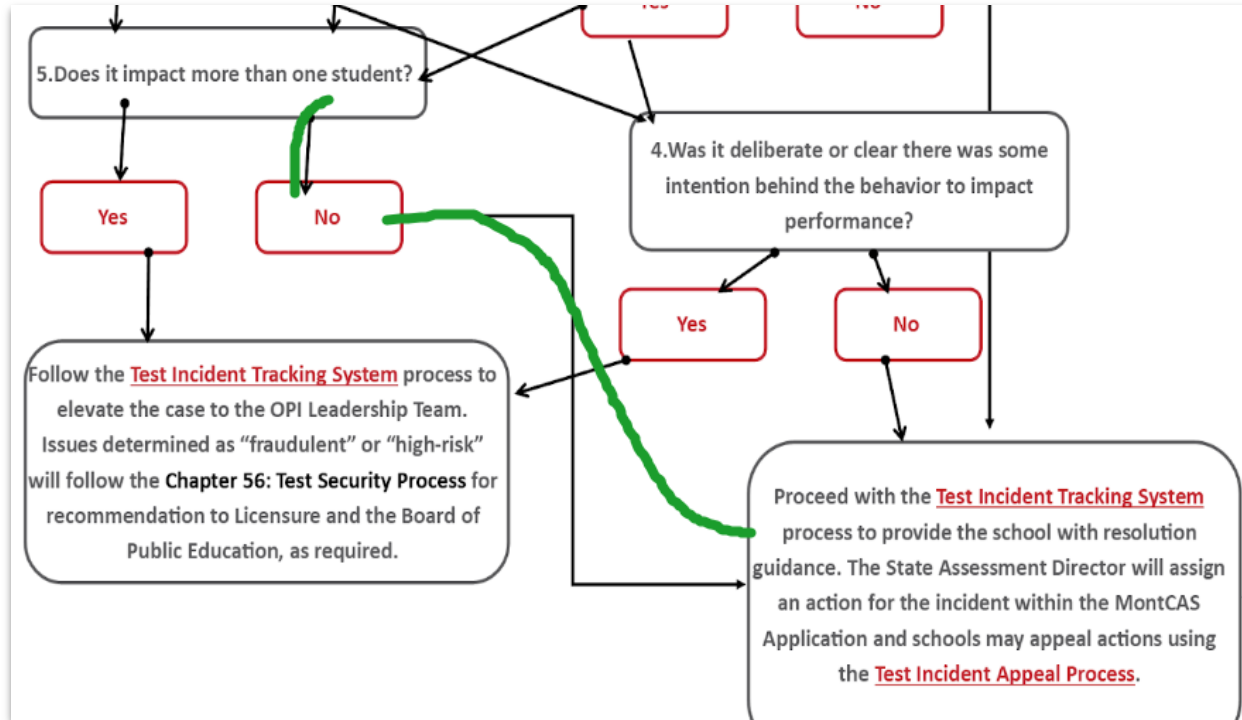 Yes
No
5.Does it impact more than one student?
4.Was it deliberate or clear there was some
intention behind the behavior to impact
performance?
Yes
No
Yes
No
Follow the Test Incident Tracking System process to
elevate the case to the OPI Leadership Team.
Issues determined as “fraudulent” or “high-risk”
will follow the Chapter 56: Test Security Process for
recommendation to Licensure and the Board of
Public Education, as required.
Proceed with the Test Incident Tracking System
process to provide the school with resolution
guidance. The State Assessment Director will assign
an action for the incident within the MontCAS
Application and schools may appeal actions using
the Test Incident Appeal Process.